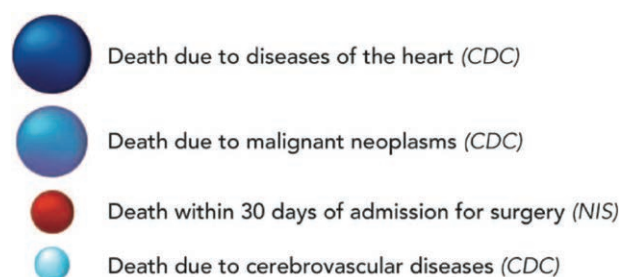 Death due to diseases of the heart (CDC)
Death due to malignant neoplasms (CDC)
Death within 30 days of admission for surgery (NIS)
Death due to cerebrovascular diseases (CDC)